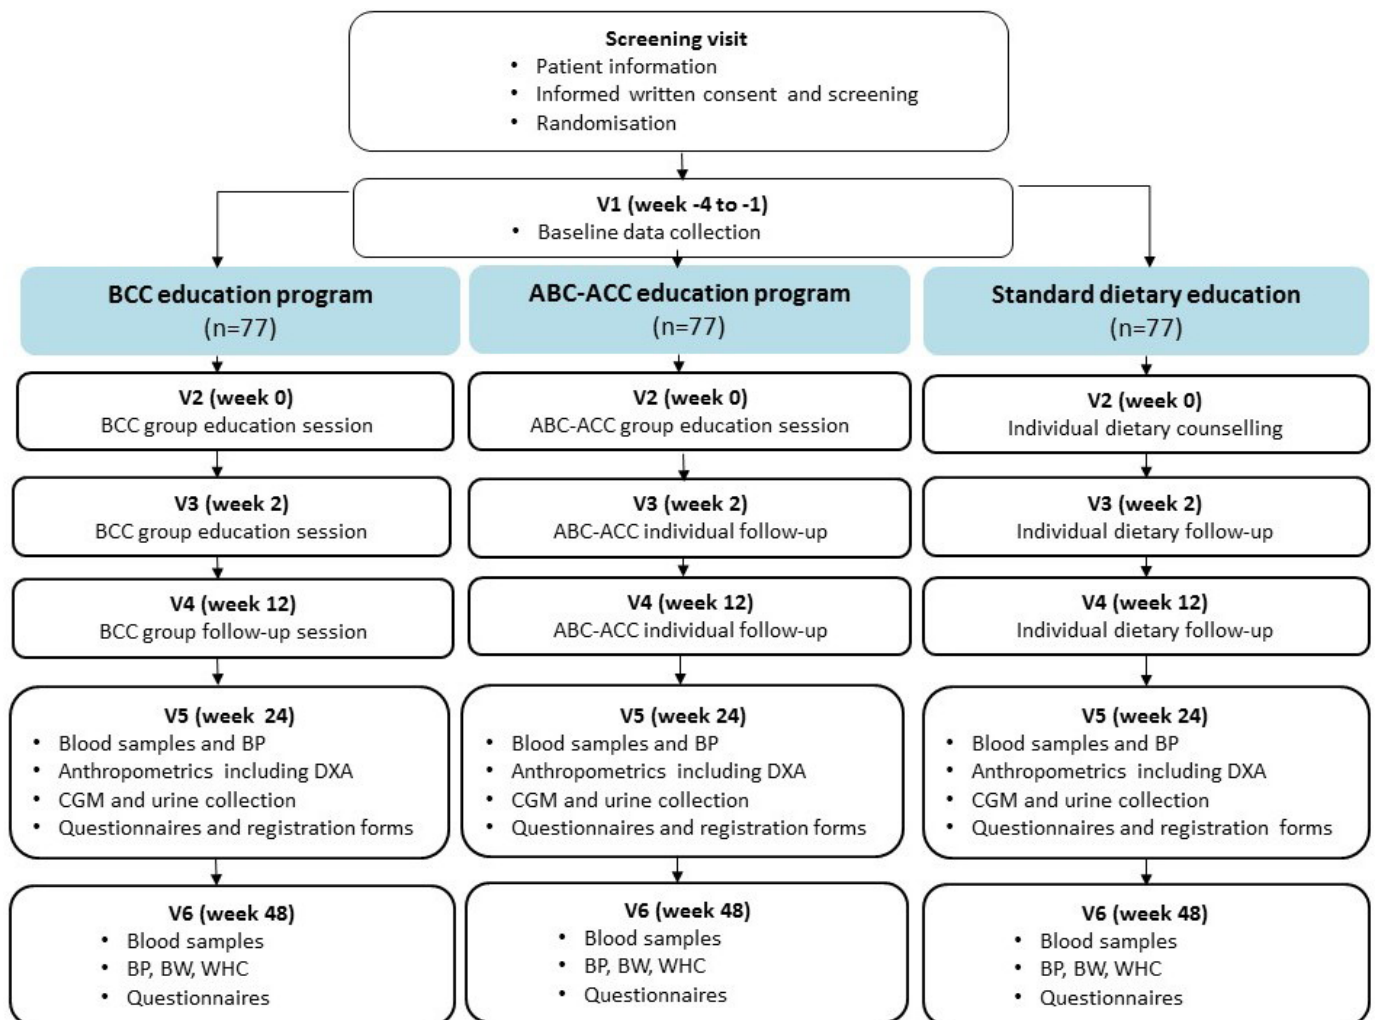 Screening visit
• Patient information
• Informed written consent and screening
• Randomisation
V1 (week -4 to -1)
• Baseline data collection
BCC education program
(n=77)
ABC-ACC education program
(n=77)
Standard dietary education
(n=77)
V2 (week 0)
BCC group education session
V2 (week 0)
ABC-ACC group education session
V2 (week 0)
Individual dietary counselling
V3 (week 2)
BCC group education session
V3 (week 2)
ABC-ACC individual follow-up
V3 (week 2)
Individual dietary follow-up
V4 (week 12)
BCC group follow-up session
V4 (week 12)
ABC-ACC individual follow-up
V4 (week 12)
Individual dietary follow-up
V5 (week 24)
• Blood samples and BP
• Anthropometrics including DXA
• CGM and urine collection
• Questionnaires and registration forms
V5 (week 24)
• Blood samples and BP
• Anthropometrics including DXA
• CGM and urine collection
• Questionnaires and registration forms
V5 (week 24)
• Blood samples and BP
• Anthropometrics including DXA
• CGM and urine collection
• Questionnaires and registration forms
V6 (week 48)
• Blood samples
• BP, BW, WHC
• Questionnaires
V6 (week 48)
• Blood samples
• BP, BW, WHC
• Questionnaires
V6 (week 48)
• Blood samples
• BP, BW, WHC
• Questionnaires